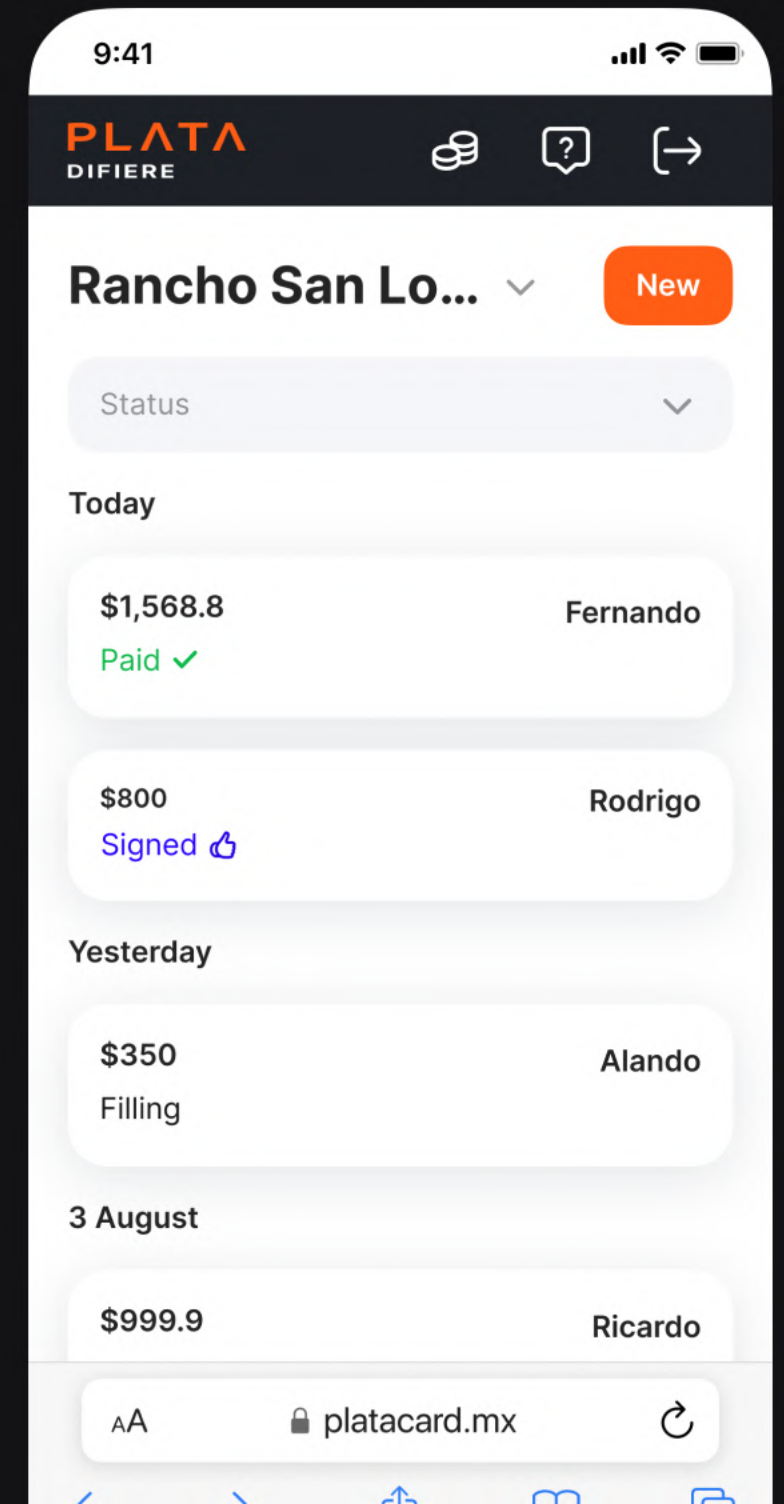 9:41
PLATA
DIFIERE
?
Rancho San Lo...
New
Status
Today
$1,568.8
Fernando
Paid
$800
Rodrigo
Signed
Yesterday
$350
Alando
Filling
3 August
$999.9
Ricardo
AA
platacard.mx